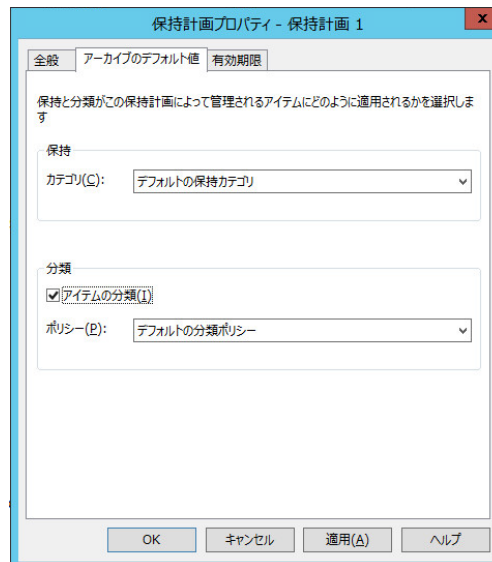 保持計画プロパティ - 保持計画 1
x
全般 アーカイブのデフォルト値 有効期限
保持と分類がこの保持計画によって管理されるアイテムにどのように適用されるかを選択しま
す
保持
カテゴリ(C): デフォルトの保持カテゴリ
分類
アイテムの分類(I)
ポリシー(P): デフォルトの分類ポリシー
OK キャンセル 適用(A) ヘルプ